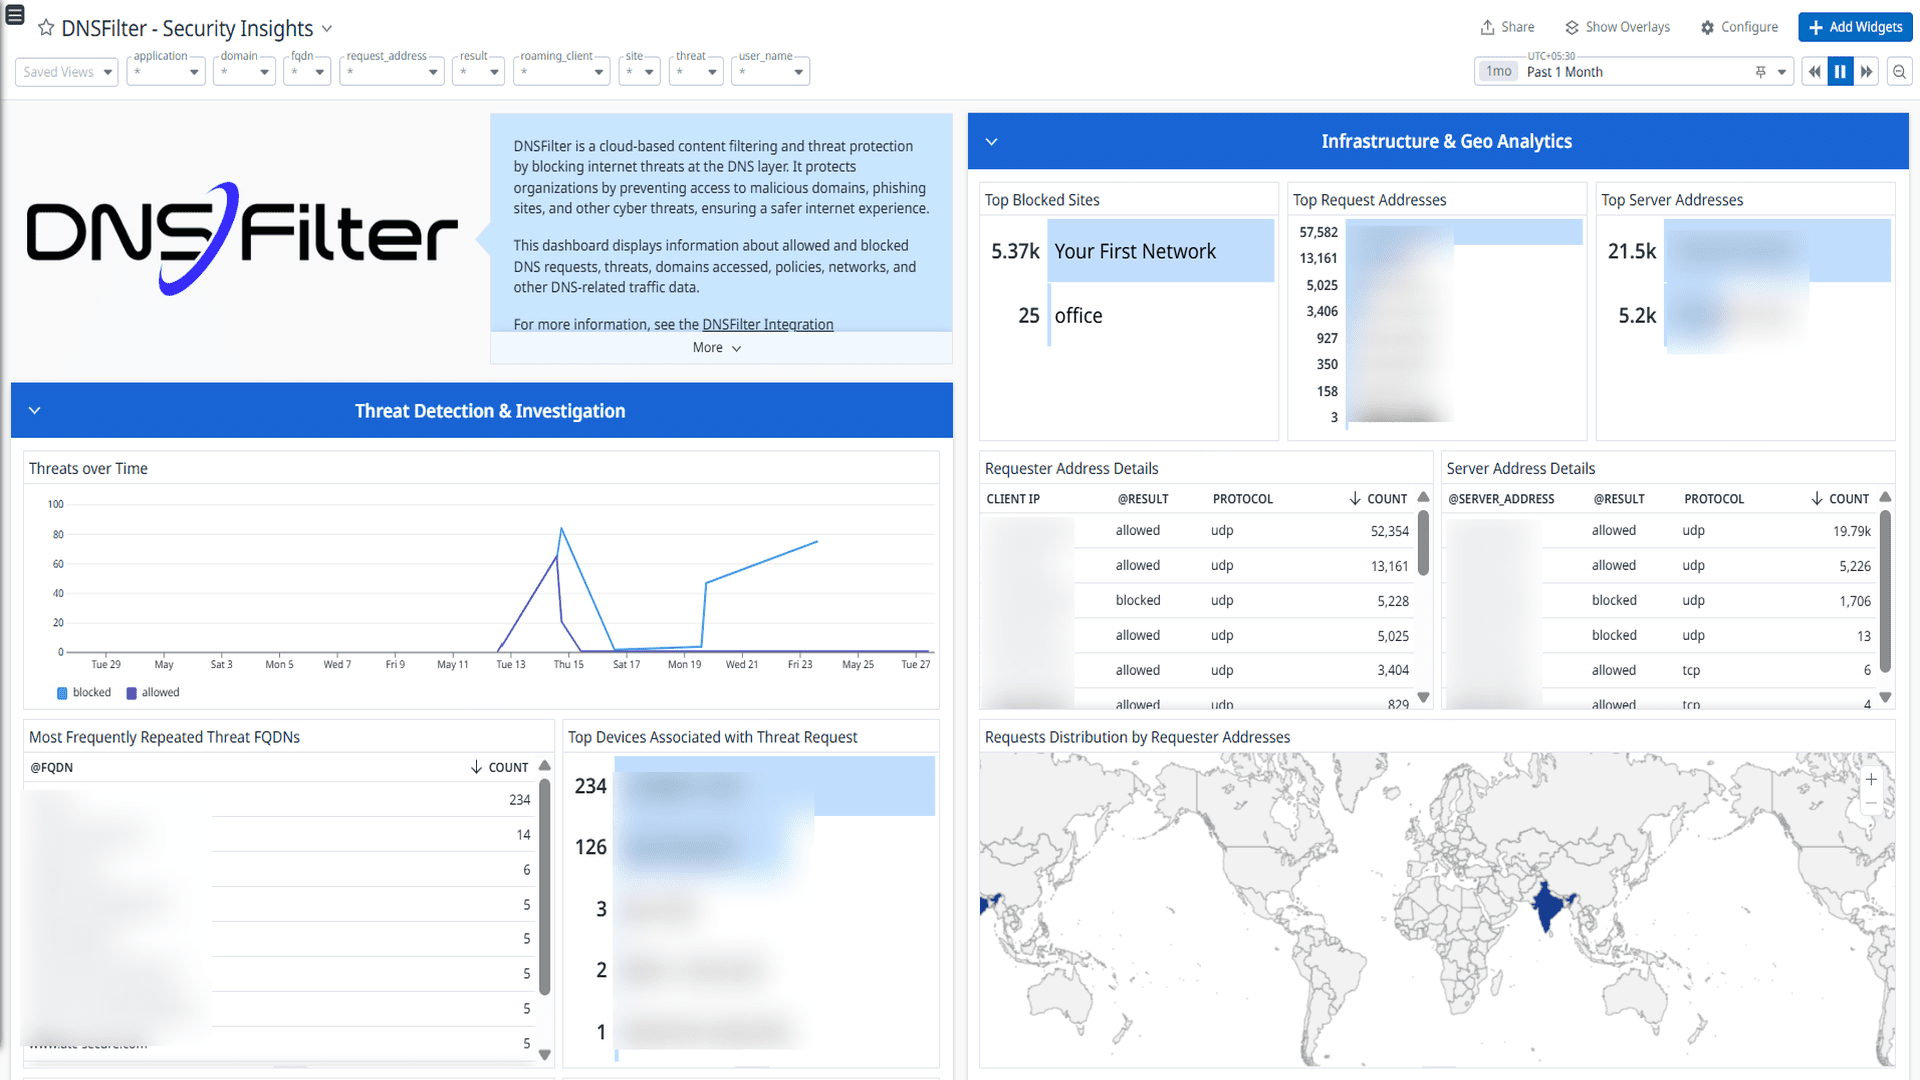 DNSFilter - Security Insights
Share
Show Overlays
Configure
+ Add Widgets
Saved Views
application
*
domain
*
fqdn
*
request_address
*
result
*
roaming_client
*
site
*
threat
*
user_name
*
UTC+05:30
1mo Past 1 Month
DNSFilter
DNSFilter is a cloud-based content filtering and threat protection
by blocking internet threats at the DNS layer. It protects
organizations by preventing access to malicious domains, phishing
sites, and other cyber threats, ensuring a safer internet experience.
This dashboard displays information about allowed and blocked
DNS requests, threats, domains accessed, policies, networks, and
other DNS-related traffic data.
For more information, see the DNSFilter Integration
More
Threat Detection & Investigation
Threats over Time
100
80
60
40
20
0
Tue 29 May Sat 3 Mon 5 Wed 7 Fri 9 May 11 Tue 13 Thu 15 Sat 17 Mon 19 Wed 21 Fri 23 May 25 Tue 27
blocked allowed
Most Frequently Repeated Threat FQDNs
@FQDN COUNT
234
14
6
5
5
5
5
5
Top Devices Associated with Threat Request
234
126
3
2
1
Infrastructure & Geo Analytics
Top Blocked Sites
5.37k Your First Network
25 office
Top Request Addresses
57,582
13,161
5,025
3,406
927
350
158
3
Top Server Addresses
21.5k
5.2k
Requester Address Details
CLIENT IP @RESULT PROTOCOL COUNT
allowed udp 52,354
allowed udp 13,161
blocked udp 5,228
allowed udp 5,025
allowed udp 3,404
allowed udp 829
Server Address Details
@SERVER_ADDRESS @RESULT PROTOCOL COUNT
allowed udp 19.79k
allowed udp 5,226
blocked udp 1,706
blocked udp 13
allowed tcp 6
allowed tcp 4
Requests Distribution by Requester Addresses
+
−